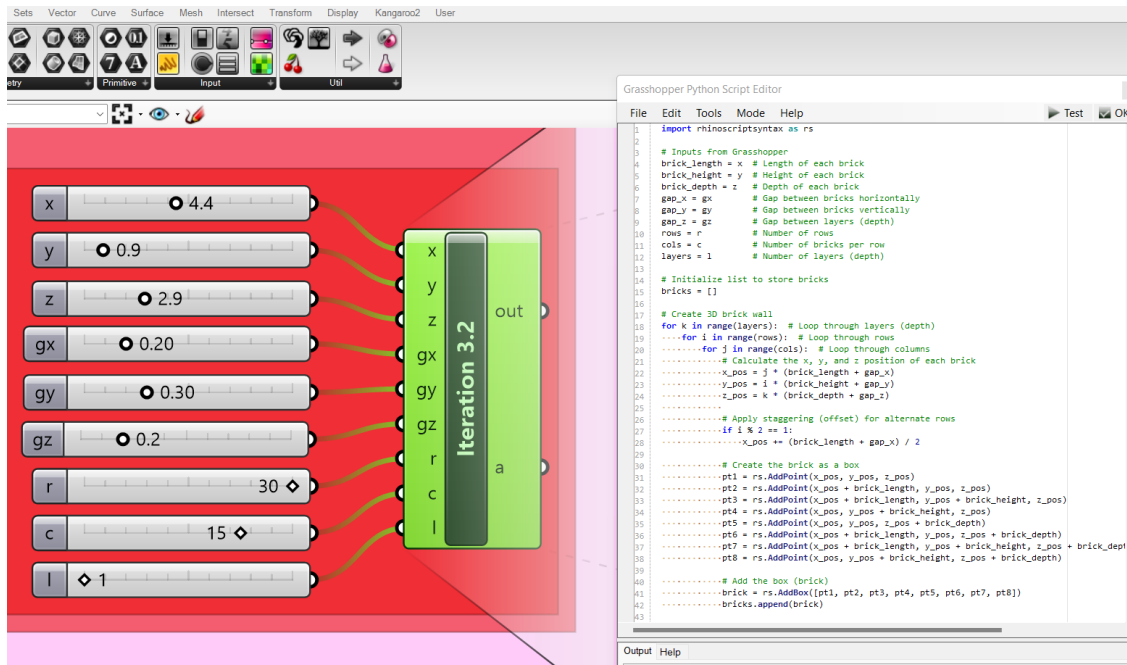 Sets Vector Curve Surface Mesh Intersect Transform Display Kangaroo2 User
etry Primitive Input Util
Grasshopper Python Script Editor
File Edit Tools Mode Help Test OK
x 4.4
y 0.9
z 2.9
gx 0.20
gy 0.30
gz 0.2
r 30
c 15
l 1
x
y
z
gx
gy
gz
r
c
l
Iteration 3.2
out
a
1 import rhinoscriptsyntax as rs
2
3 # Inputs from Grasshopper
4 brick_length = x # Length of each brick
5 brick_height = y # Height of each brick
6 brick_depth = z # Depth of each brick
7 gap_x = gx # Gap between bricks horizontally
8 gap_y = gy # Gap between bricks vertically
9 gap_z = gz # Gap between layers (depth)
10 rows = r # Number of rows
11 cols = c # Number of bricks per row
12 layers = l # Number of layers (depth)
13
14 # Initialize list to store bricks
15 bricks = []
16
17 # Create 3D brick wall
18 for k in range(layers): # Loop through layers (depth)
19 for i in range(rows): # Loop through rows
20 for j in range(cols): # Loop through columns
21 # Calculate the x, y, and z position of each brick
22 x_pos = j * (brick_length + gap_x)
23 y_pos = i * (brick_height + gap_y)
24 z_pos = k * (brick_depth + gap_z)
25
26 # Apply staggering (offset) for alternate rows
27 if i % 2 == 1:
28 x_pos += (brick_length + gap_x) / 2
29
30 # Create the brick as a box
31 pt1 = rs.AddPoint(x_pos, y_pos, z_pos)
32 pt2 = rs.AddPoint(x_pos + brick_length, y_pos, z_pos)
33 pt3 = rs.AddPoint(x_pos + brick_length, y_pos + brick_height, z_pos)
34 pt4 = rs.AddPoint(x_pos, y_pos + brick_height, z_pos)
35 pt5 = rs.AddPoint(x_pos, y_pos, z_pos + brick_depth)
36 pt6 = rs.AddPoint(x_pos + brick_length, y_pos, z_pos + brick_depth)
37 pt7 = rs.AddPoint(x_pos + brick_length, y_pos + brick_height, z_pos + brick_dept
38 pt8 = rs.AddPoint(x_pos, y_pos + brick_height, z_pos + brick_depth)
39
40 # Add the box (brick)
41 brick = rs.AddBox([pt1, pt2, pt3, pt4, pt5, pt6, pt7, pt8])
42 bricks.append(brick)
43
Output Help